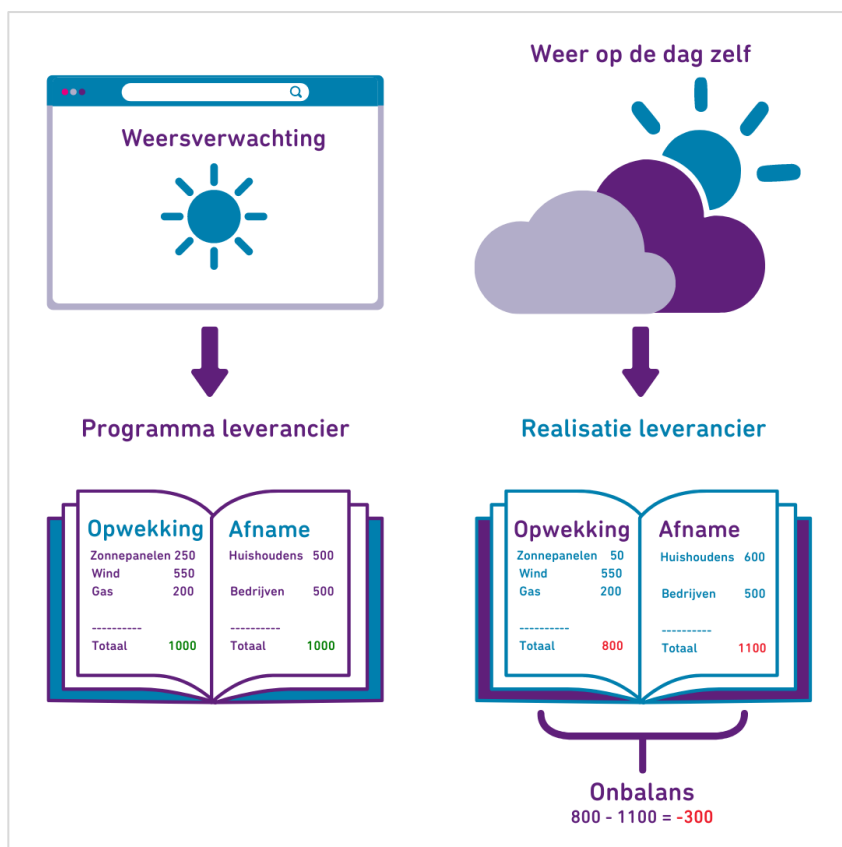 Weersverwachting
Weer op de dag zelf
Programma leverancier
Opwekking
Zonnepanelen 250
Wind 550
Gas 200
----------
Totaal 1000
Afname
Huishoudens 500
Bedrijven 500
----------
Totaal 1000
Realisatie leverancier
Opwekking
Zonnepanelen 50
Wind 550
Gas 200
----------
Totaal 800
Afname
Huishoudens 600
Bedrijven 500
----------
Totaal 1100
Onbalans
800 - 1100 = -300